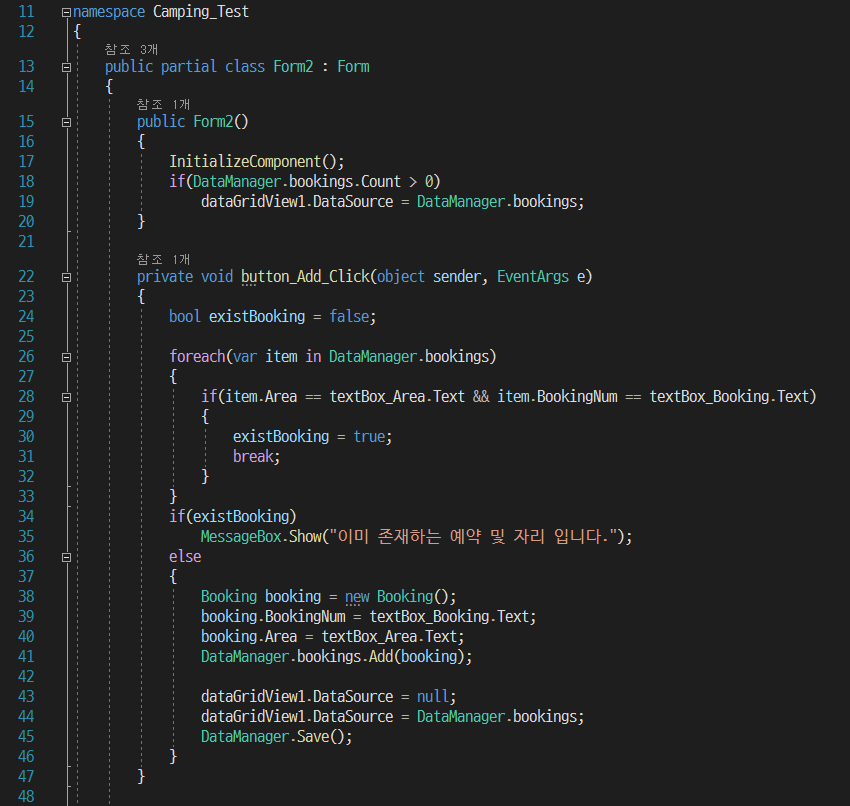 11 namespace Camping_Test
12 {
참조 3개
13 public partial class Form2 : Form
14 {
참조 1개
15 public Form2()
16 {
17 InitializeComponent();
18 if(DataManager.bookings.Count > 0)
19 dataGridView1.DataSource = DataManager.bookings;
20 }
21
참조 1개
22 private void button_Add_Click(object sender, EventArgs e)
23 {
24 bool existBooking = false;
25
26 foreach(var item in DataManager.bookings)
27 {
28 if(item.Area == textBox_Area.Text && item.BookingNum == textBox_Booking.Text)
29 {
30 existBooking = true;
31 break;
32 }
33 }
34 if(existBooking)
35 MessageBox.Show("이미 존재하는 예약 및 자리 입니다.");
36 else
37 {
38 Booking booking = new Booking();
39 booking.BookingNum = textBox_Booking.Text;
40 booking.Area = textBox_Area.Text;
41 DataManager.bookings.Add(booking);
42
43 dataGridView1.DataSource = null;
44 dataGridView1.DataSource = DataManager.bookings;
45 DataManager.Save();
46 }
47 }
48